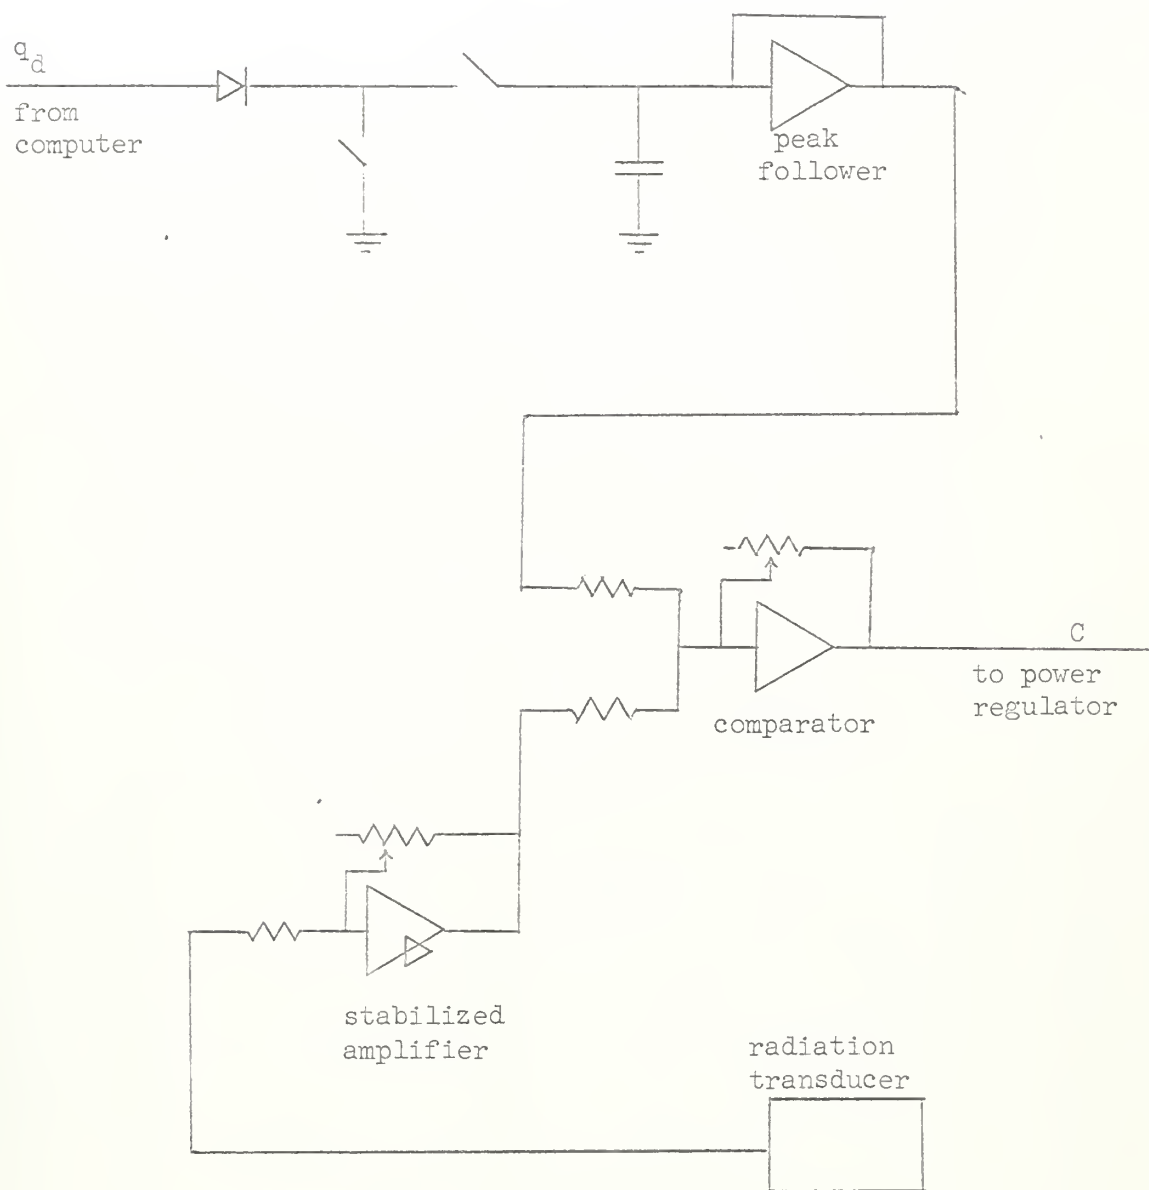 q_d
from
computer
peak
follower
C
to power
regulator
comparator
stabilized
amplifier
radiation
transducer